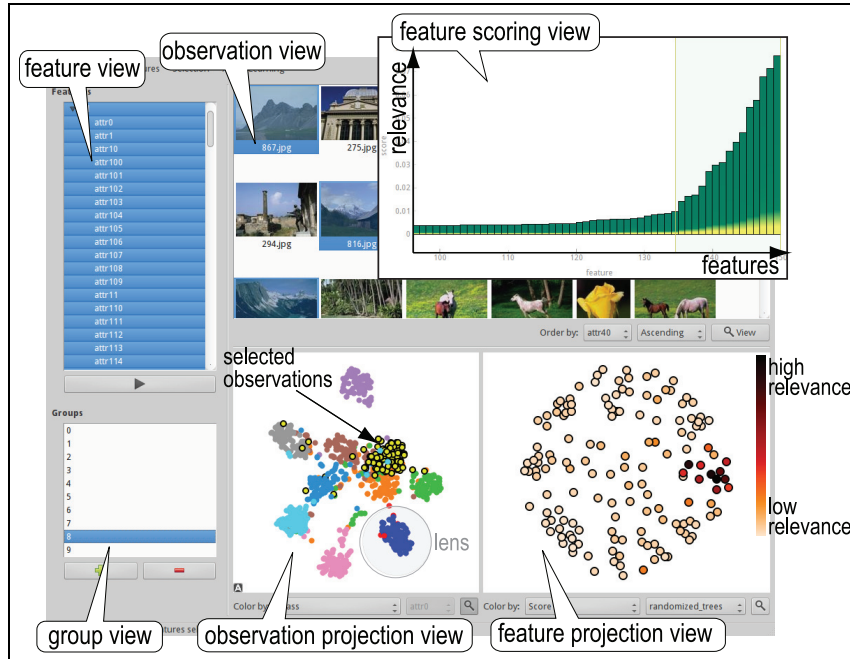 feature scoring view
observation view
feature view
relevance
score
0.03
0.02
0.01
0
100
110
120
130
feature
features
attr0
attr1
attr10
attr100
attr101
attr102
attr103
attr104
attr105
attr106
attr107
attr108
attr109
attr11
attr110
attr111
attr112
attr113
attr114
867.jpg
275.jpg
294.jpg
816.jpg
Order by:
attr40
Ascending
View
selected
observations
high
relevance
low
relevance
lens
Groups
0
1
2
3
4
5
6
7
8
9
A
Color by:
attr0
Color by:
Score
randomized_trees
group view
observation projection view
feature projection view